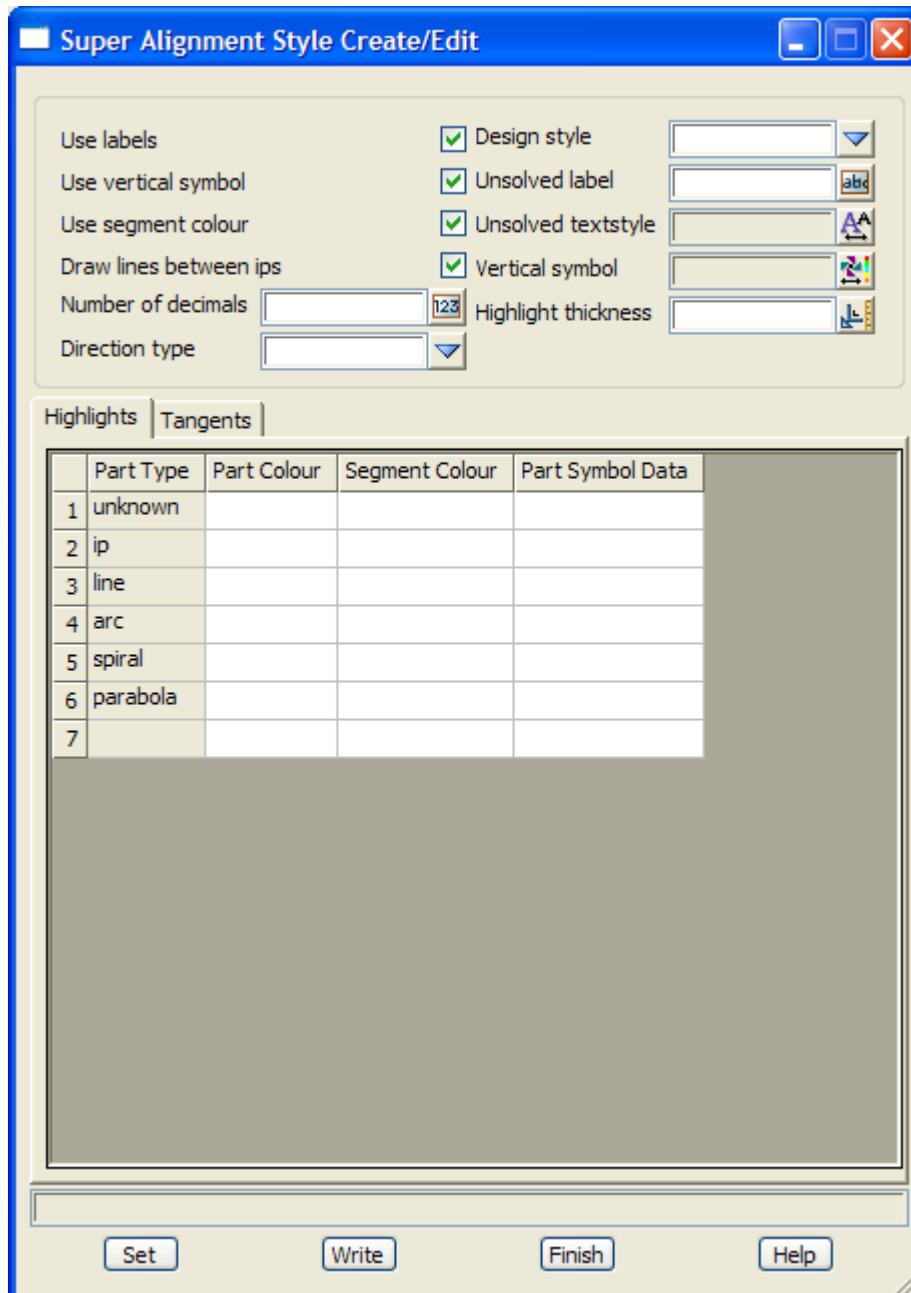 Super Alignment Style Create/Edit
Use labels
Design style
Use vertical symbol
Unsolved label
abc
Use segment colour
Unsolved textstyle
AA
Draw lines between ips
Vertical symbol
Number of decimals
123
Highlight thickness
Direction type
Highlights Tangents
Part Type Part Colour Segment Colour Part Symbol Data
1 unknown
2 ip
3 line
4 arc
5 spiral
6 parabola
7
Set Write Finish Help